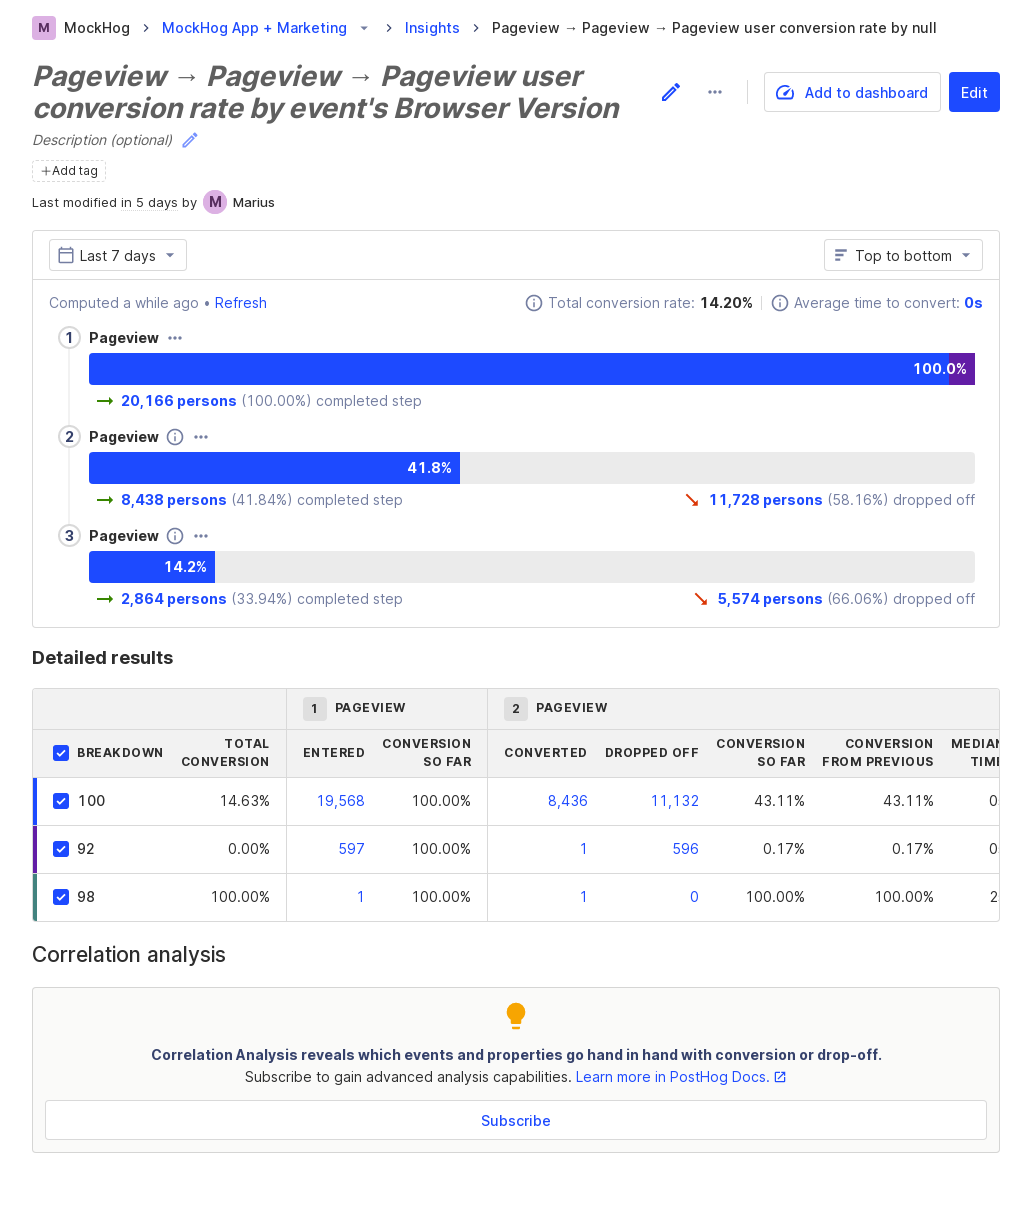 M MockHog MockHog App + Marketing Insights Pageview → Pageview → Pageview user conversion rate by null
Pageview → Pageview → Pageview user
conversion rate by event's Browser Version
Add to dashboard
Edit
Description (optional)
Add tag
Last modified in 5 days by M Marius
Last 7 days
Top to bottom
Computed a while ago • Refresh
Total conversion rate: 14.20%
Average time to convert: 0s
1 Pageview
100.0%
20,166 persons (100.00%) completed step
2 Pageview
41.8%
8,438 persons (41.84%) completed step
11,728 persons (58.16%) dropped off
3 Pageview
14.2%
2,864 persons (33.94%) completed step
5,574 persons (66.06%) dropped off
Detailed results
1 PAGEVIEW 2 PAGEVIEW
BREAKDOWN TOTAL CONVERSION ENTERED CONVERSION SO FAR CONVERTED DROPPED OFF CONVERSION SO FAR CONVERSION FROM PREVIOUS
100 14.63% 19,568 100.00% 8,436 11,132 43.11% 43.11%
92 0.00% 597 100.00% 1 596 0.17% 0.17%
98 100.00% 1 100.00% 1 0 100.00% 100.00%
Correlation analysis
Correlation Analysis reveals which events and properties go hand in hand with conversion or drop-off.
Subscribe to gain advanced analysis capabilities. Learn more in PostHog Docs.
Subscribe